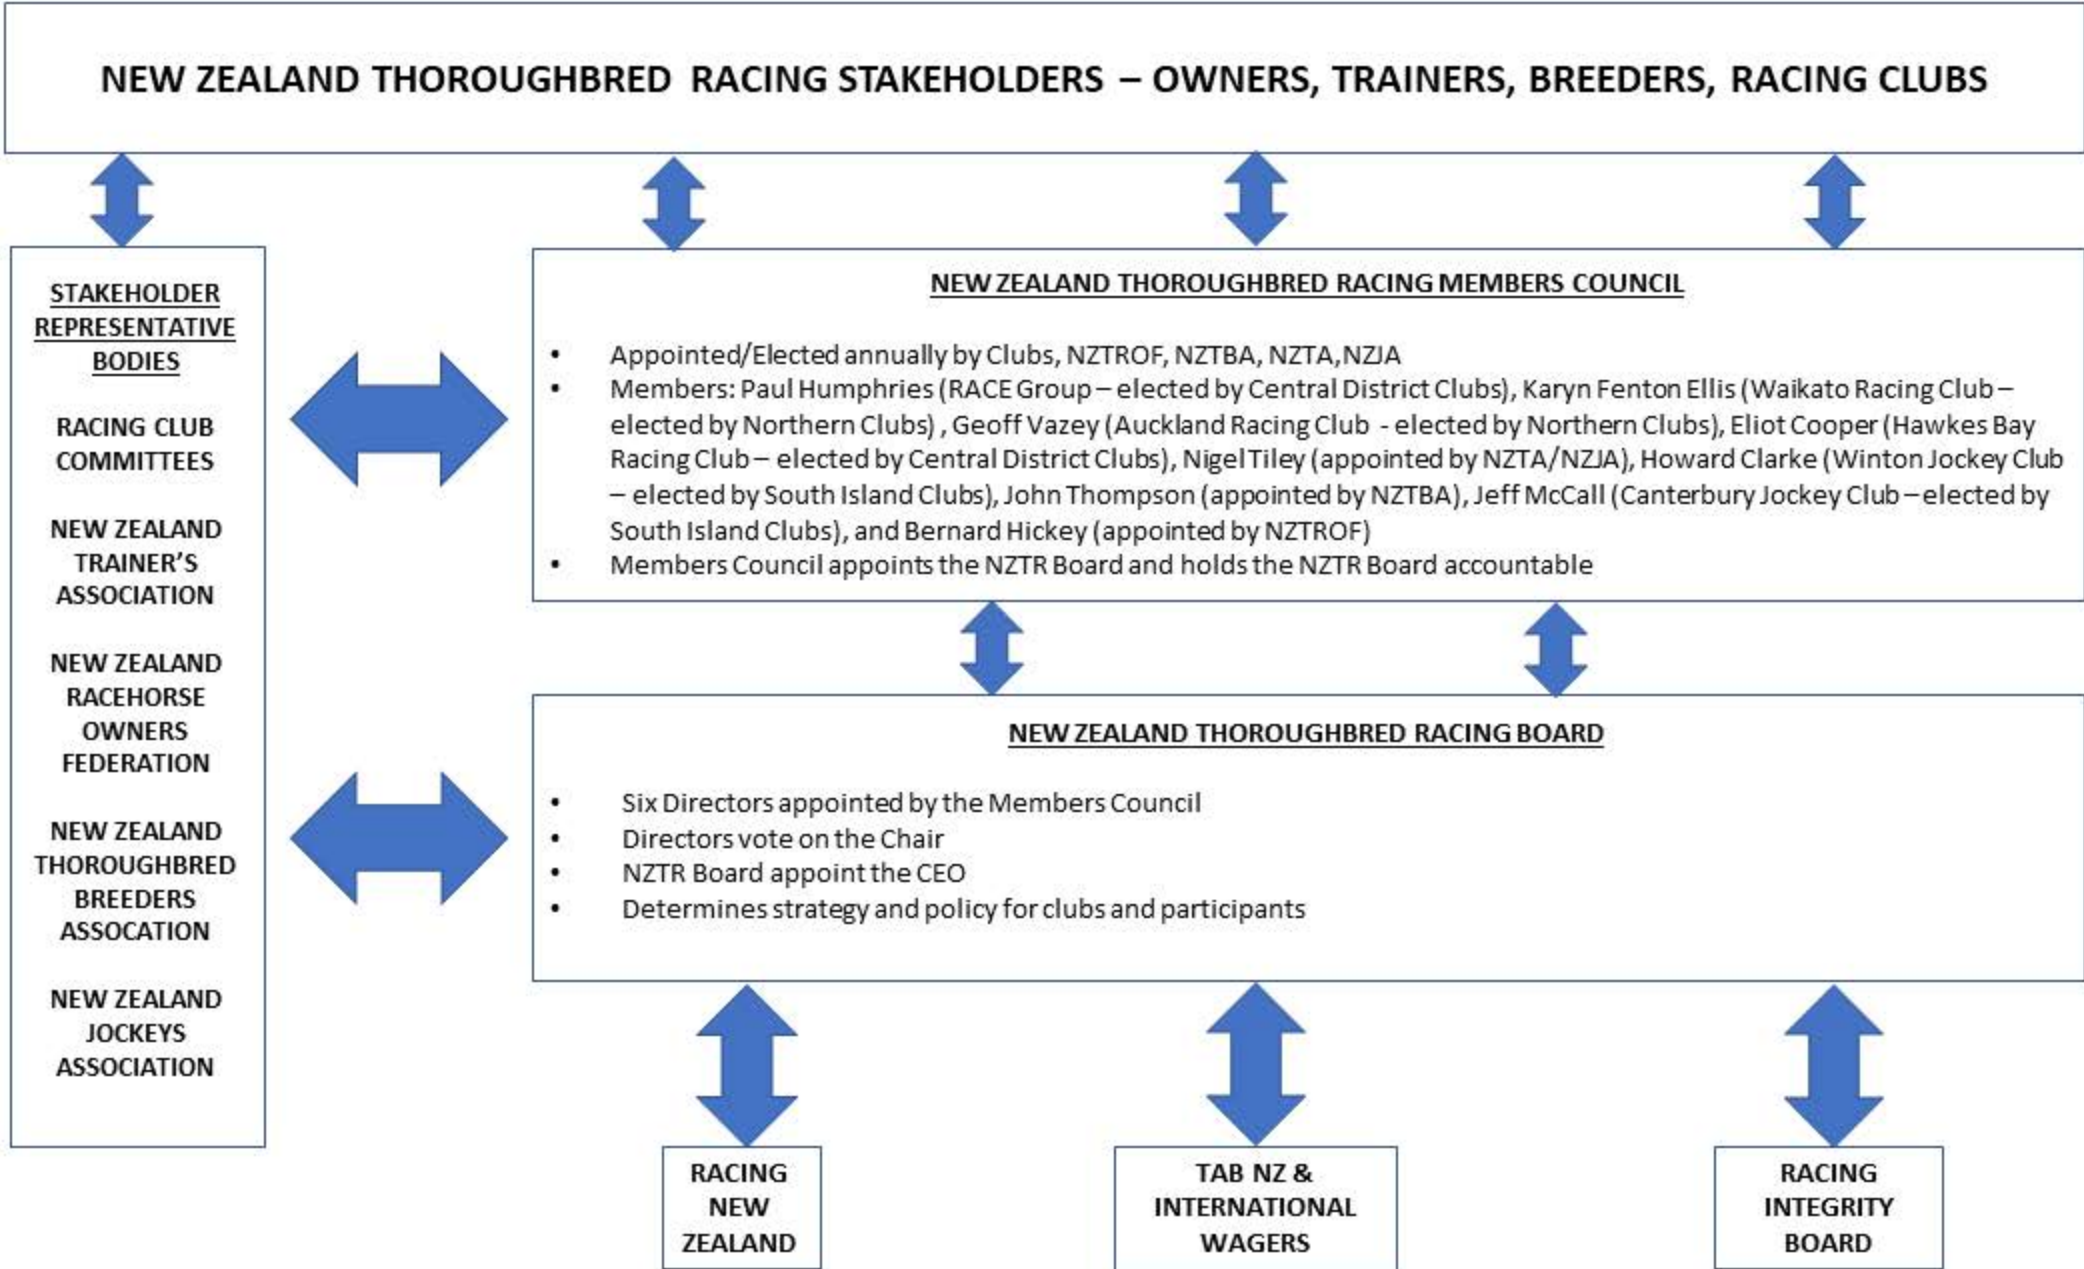 NEW ZEALAND THOROUGHBRED RACING STAKEHOLDERS – OWNERS, TRAINERS, BREEDERS, RACING CLUBS
STAKEHOLDER
REPRESENTATIVE
BODIES
RACING CLUB
COMMITTEES
NEW ZEALAND
TRAINER'S
ASSOCIATION
NEW ZEALAND
RACEHORSE
OWNERS
FEDERATION
NEW ZEALAND
THOROUGHBRED
BREEDERS
ASSOCATION
NEW ZEALAND
JOCKEYS
ASSOCIATION
NEW ZEALAND THOROUGHBRED RACING MEMBERS COUNCIL
• Appointed/Elected annually by Clubs, NZTROF, NZTBA, NZTA,NZJA
• Members: Paul Humphries (RACE Group – elected by Central District Clubs), Karyn Fenton Ellis (Waikato Racing Club –
elected by Northern Clubs) , Geoff Vazey (Auckland Racing Club - elected by Northern Clubs), Eliot Cooper (Hawkes Bay
Racing Club – elected by Central District Clubs), Nigel Tiley (appointed by NZTA/NZJA), Howard Clarke (Winton Jockey Club
– elected by South Island Clubs), John Thompson (appointed by NZTBA), Jeff McCall (Canterbury Jockey Club – elected by
South Island Clubs), and Bernard Hickey (appointed by NZTROF)
• Members Council appoints the NZTR Board and holds the NZTR Board accountable
NEW ZEALAND THOROUGHBRED RACING BOARD
• Six Directors appointed by the Members Council
• Directors vote on the Chair
• NZTR Board appoint the CEO
• Determines strategy and policy for clubs and participants
RACING
NEW
ZEALAND
TAB NZ &
INTERNATIONAL
WAGERS
RACING
INTEGRITY
BOARD